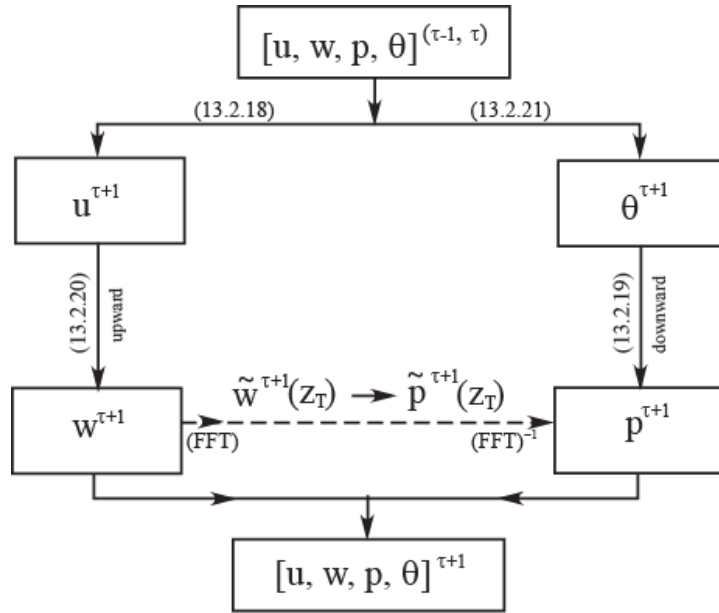 [u, w, p, θ]^(τ-1, τ)
(13.2.18) (13.2.21)
u^τ+1 θ^τ+1
(13.2.20) upward (13.2.19) downward
w̃^τ+1(Z_T) → p̃^τ+1(Z_T)
w^τ+1 (FFT) (FFT)^-1 p^τ+1
[u, w, p, θ]^τ+1